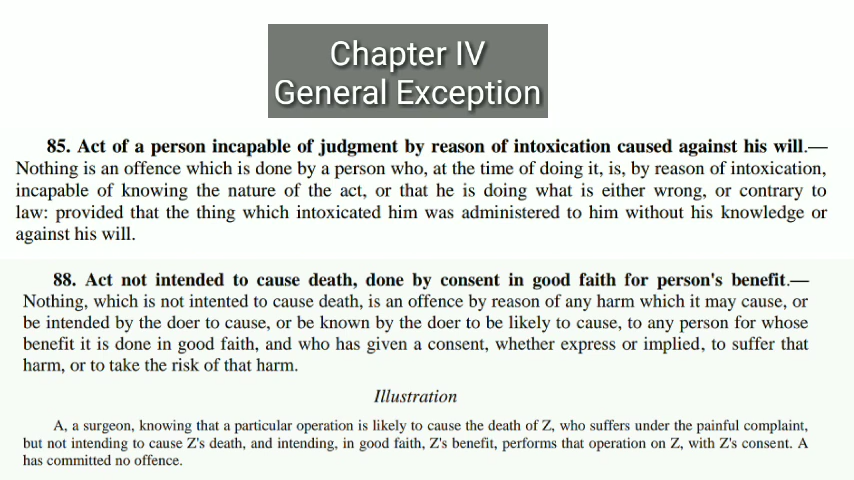 Chapter IV
General Exception
85. Act of a person incapable of judgment by reason of intoxication caused against his will.—
Nothing is an offence which is done by a person who, at the time of doing it, is, by reason of intoxication,
incapable of knowing the nature of the act, or that he is doing what is either wrong, or contrary to
law: provided that the thing which intoxicated him was administered to him without his knowledge or
against his will.
88. Act not intended to cause death, done by consent in good faith for person's benefit.—
Nothing, which is not intented to cause death, is an offence by reason of any harm which it may cause, or
be intended by the doer to cause, or be known by the doer to be likely to cause, to any person for whose
benefit it is done in good faith, and who has given a consent, whether express or implied, to suffer that
harm, or to take the risk of that harm.
Illustration
A, a surgeon, knowing that a particular operation is likely to cause the death of Z, who suffers under the painful complaint,
but not intending to cause Z's death, and intending, in good faith, Z's benefit, performs that operation on Z, with Z's consent. A
has committed no offence.